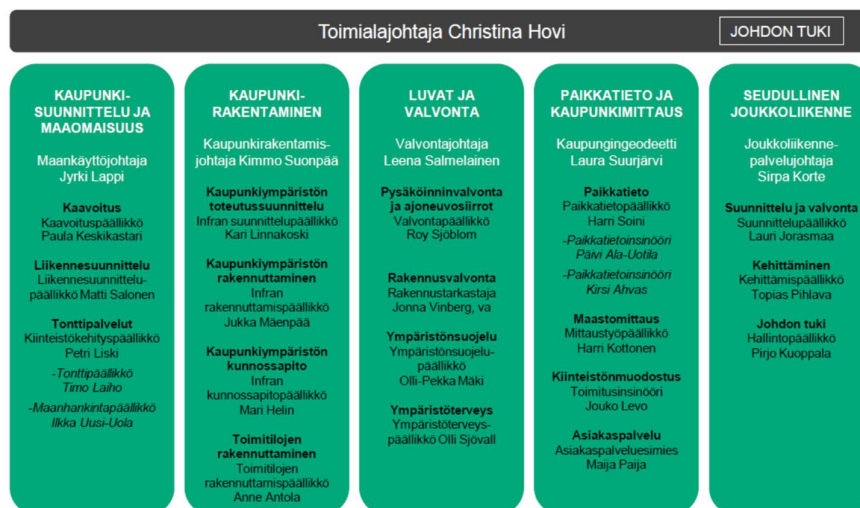 Toimialajohtaja Christina Hovi
JOHDON TUKI
KAUPUNKI-
SUUNNITTELU JA
MAAOMAISUUS
Maankäyttöjohtaja
Jyrki Lappi
Kaavoitus
Kaavoituspäällikkö
Paula Keskikastari
Liikennesuunnittelu
Liikennesuunnittelu-
päällikkö Matti Salonen
Tonttipalvelut
Kiinteistökehityspäällikkö
Petri Liski
-Tonttipäällikkö
Timo Laiho
-Maanhankintapäällikkö
Ilkka Uusi-Uola
KAUPUNKI-
RAKENTAMINEN
Kaupunkirakentamis-
johtaja Kimmo Suonpää
Kaupunkiympäristön
toteutussuunnittelu
Infran suunnittelupäällikkö
Kari Linnakoski
Kaupunkiympäristön
rakennuttaminen
Infran
rakennuttamispäällikkö
Jukka Mäenpää
Kaupunkiympäristön
kunnossapito
Infran
kunnossapitopäällikkö
Mari Helin
Toimitilojen
rakennuttaminen
Toimitilojen
rakennuttamispäällikkö
Anne Antola
LUVAT JA
VALVONTA
Valvontajohtaja
Leena Salmelainen
Pysäköinninvalvonta
ja ajoneuvosiirrot
Valvontapäällikkö
Roy Sjöblom
Rakennusvalvonta
Rakennustarkastaja
Jonna Vinberg, va
Ympäristönsuojelu
Ympäristönsuojelu-
päällikkö
Olli-Pekka Mäki
Ympäristöterveys
Ympäristöterveys-
päällikkö Olli Sjövall
PAIKKATIETO JA
KAUPUNKIMITTAUS
Kaupungingeodeetti
Laura Suurjärvi
Paikkatieto
Paikkatietopäällikkö
Harri Soini
-Paikkatietoinsinööri
Päivi Ala-Uotila
-Paikkatietoinsinööri
Kirsi Ahvas
Maastomittaus
Mittaustyöpäällikkö
Harri Kottonen
Kiinteistönmuodostus
Toimitusinsinööri
Jouko Levo
Asiakaspalvelu
Asiakaspalveluesimies
Maija Paija
SEUDULLINEN
JOUKKOLIIKENNE
Joukkoliikenne-
palvelujohtaja
Sirpa Korte
Suunnittelu ja valvonta
Suunnittelupäällikkö
Lauri Jorasmaa
Kehittäminen
Kehittämispäällikkö
Topias Pihlava
Johdon tuki
Hallintopäällikkö
Pirjo Kuoppala